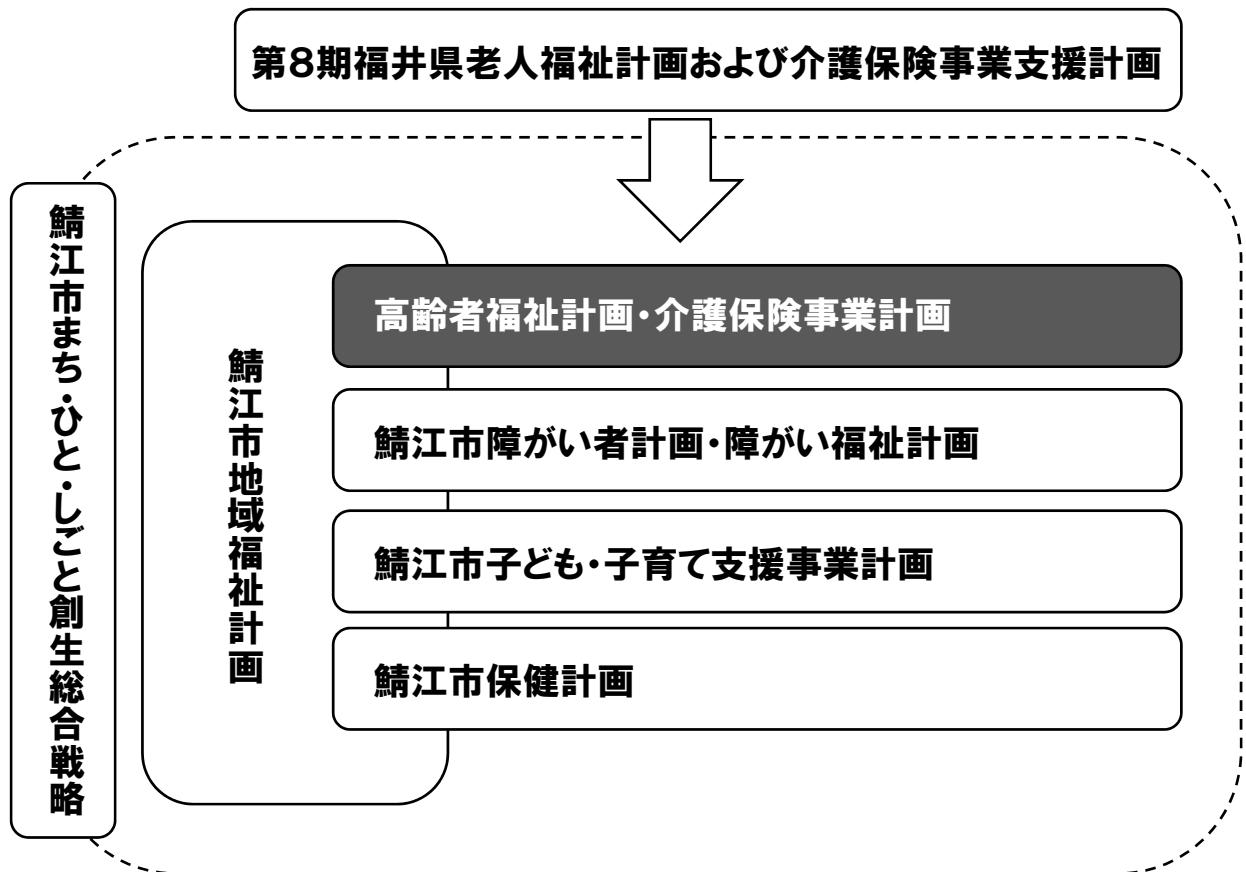 第8期福井県老人福祉計画および介護保険事業支援計画
鯖江市まち・ひと・しごと創生総合戦略
鯖江市地域福祉計画
高齢者福祉計画・介護保険事業計画
鯖江市障がい者計画・障がい福祉計画
鯖江市子ども・子育て支援事業計画
鯖江市保健計画